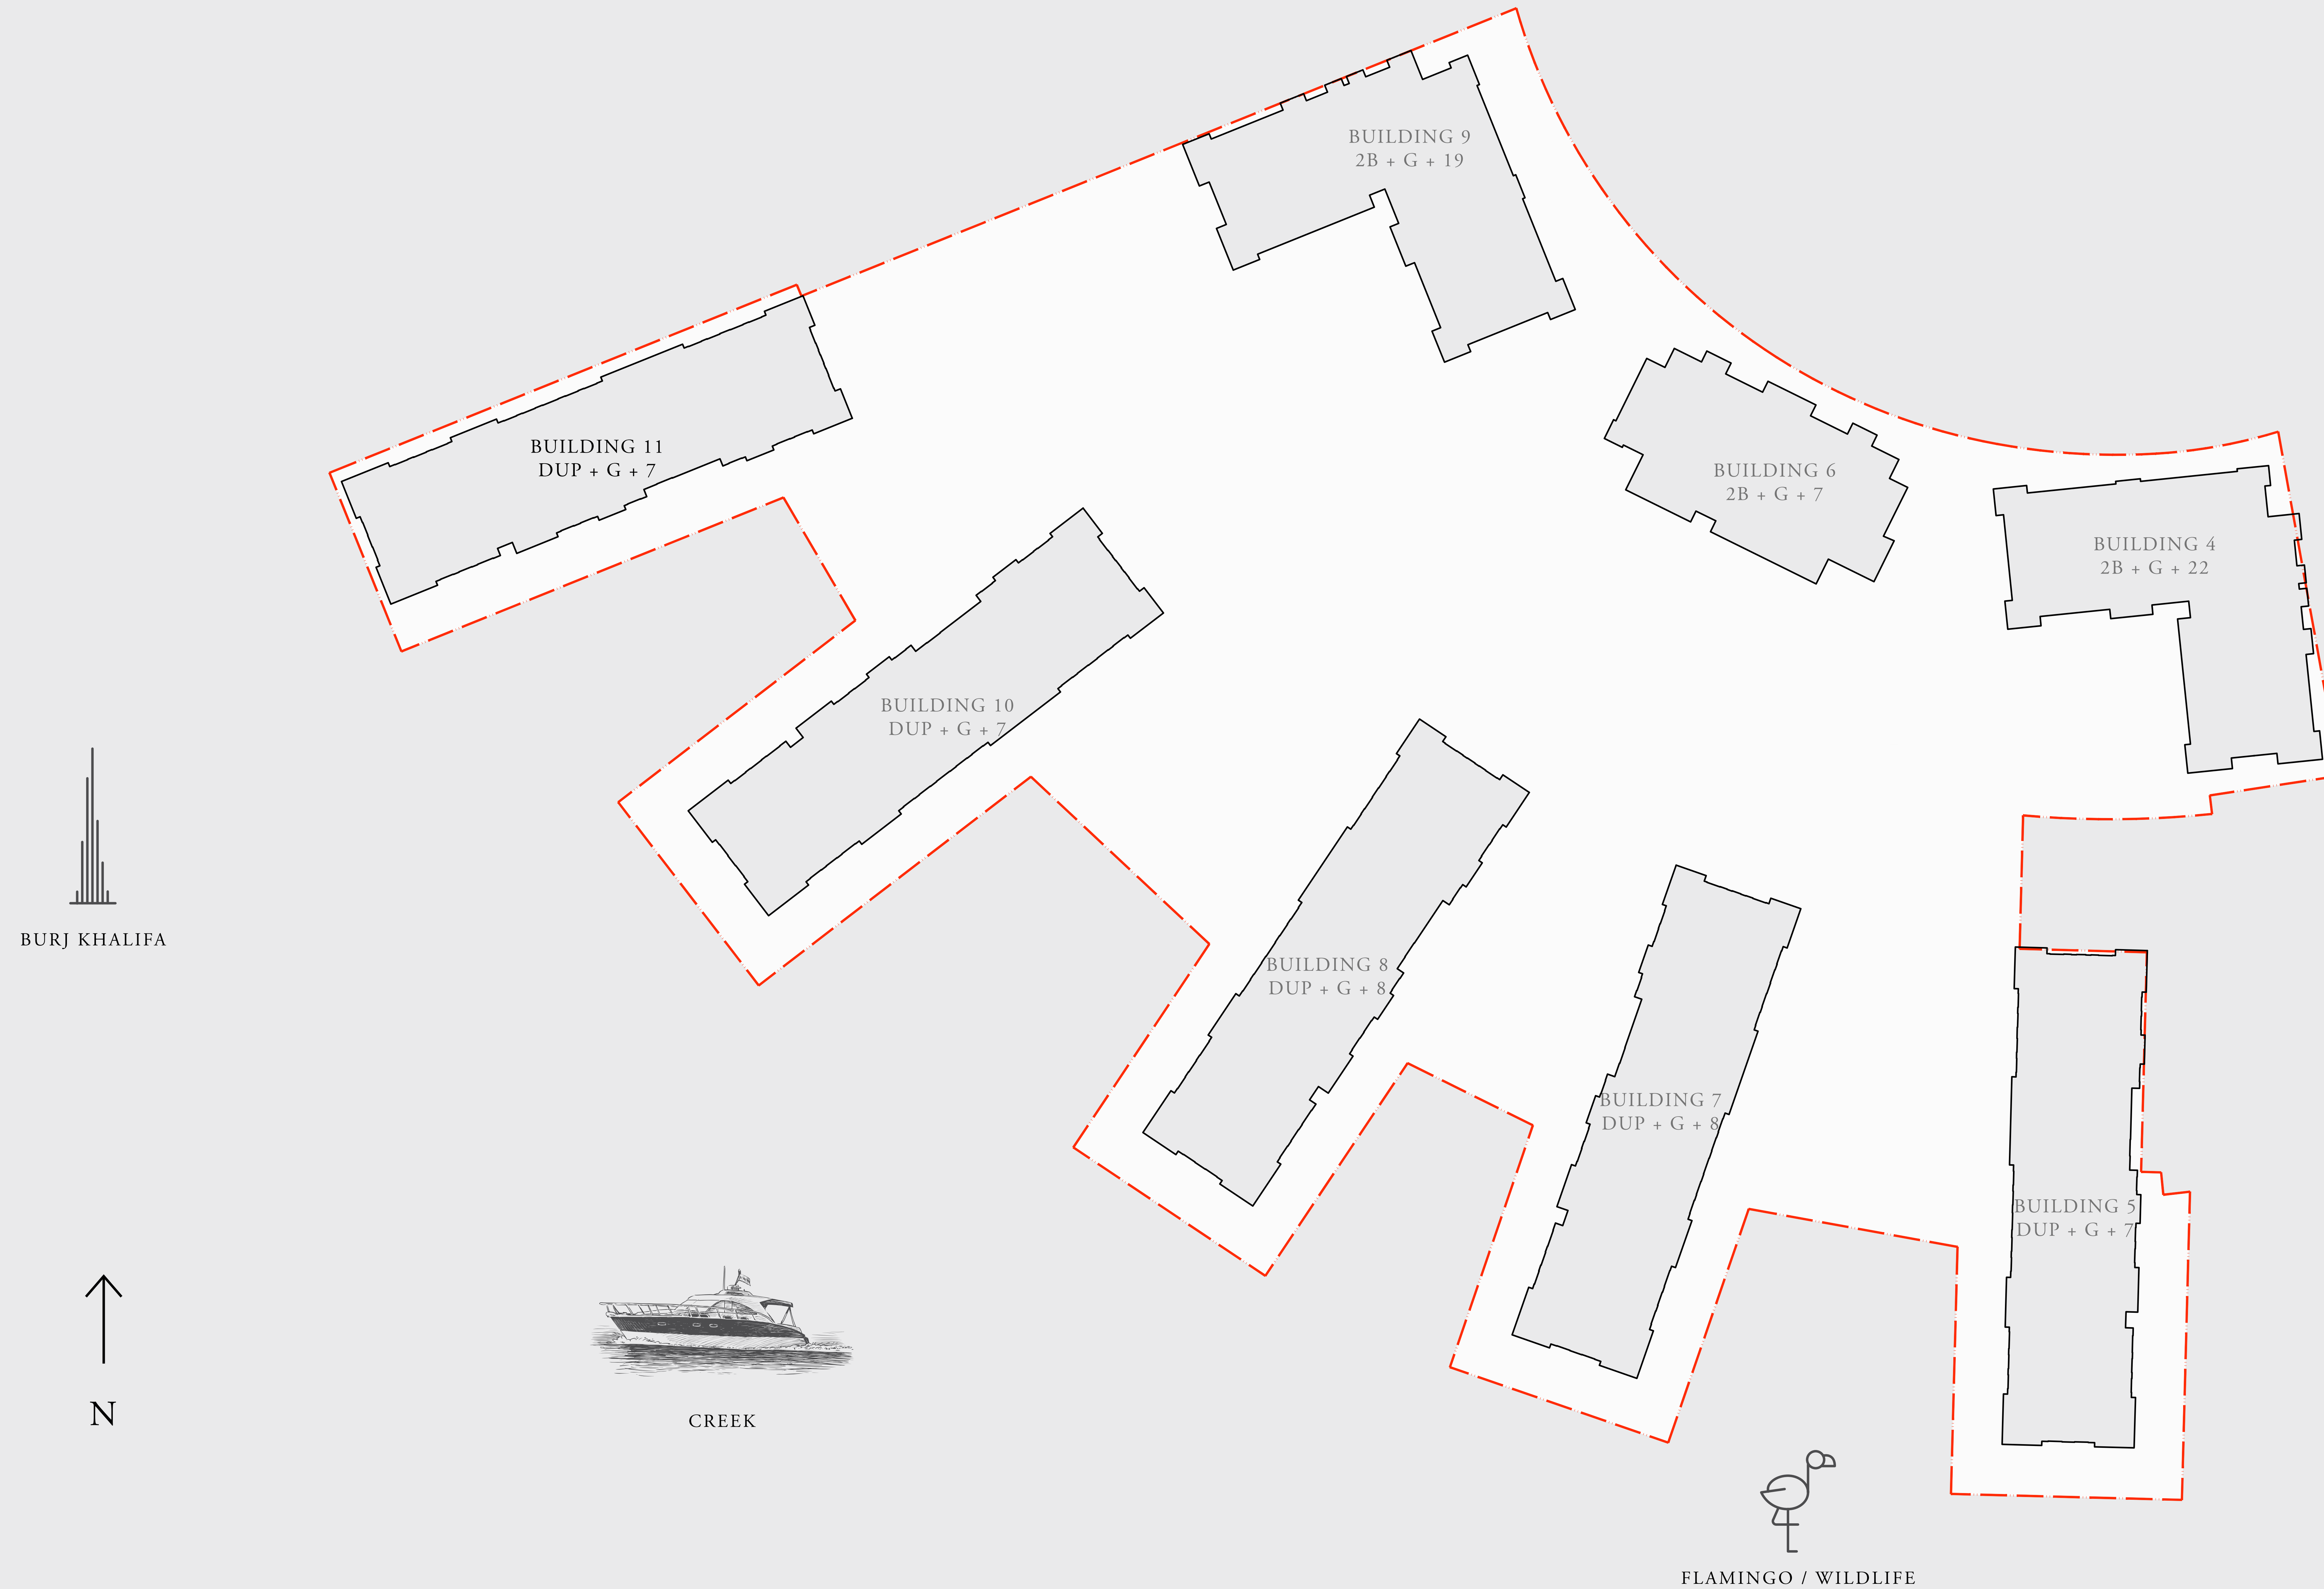 BUILDING 9
2B + G + 19
BUILDING 11
DUP + G + 7
BUILDING 6
2B + G + 7
BUILDING 4
2B + G + 22
BUILDING 10
DUP + G + 7
BURJ KHALIFA
BUILDING 8
DUP + G + 8
BUILDING 7
DUP + G + 8
BUILDING 5
DUP + G + 7
N
CREEK
FLAMINGO / WILDLIFE